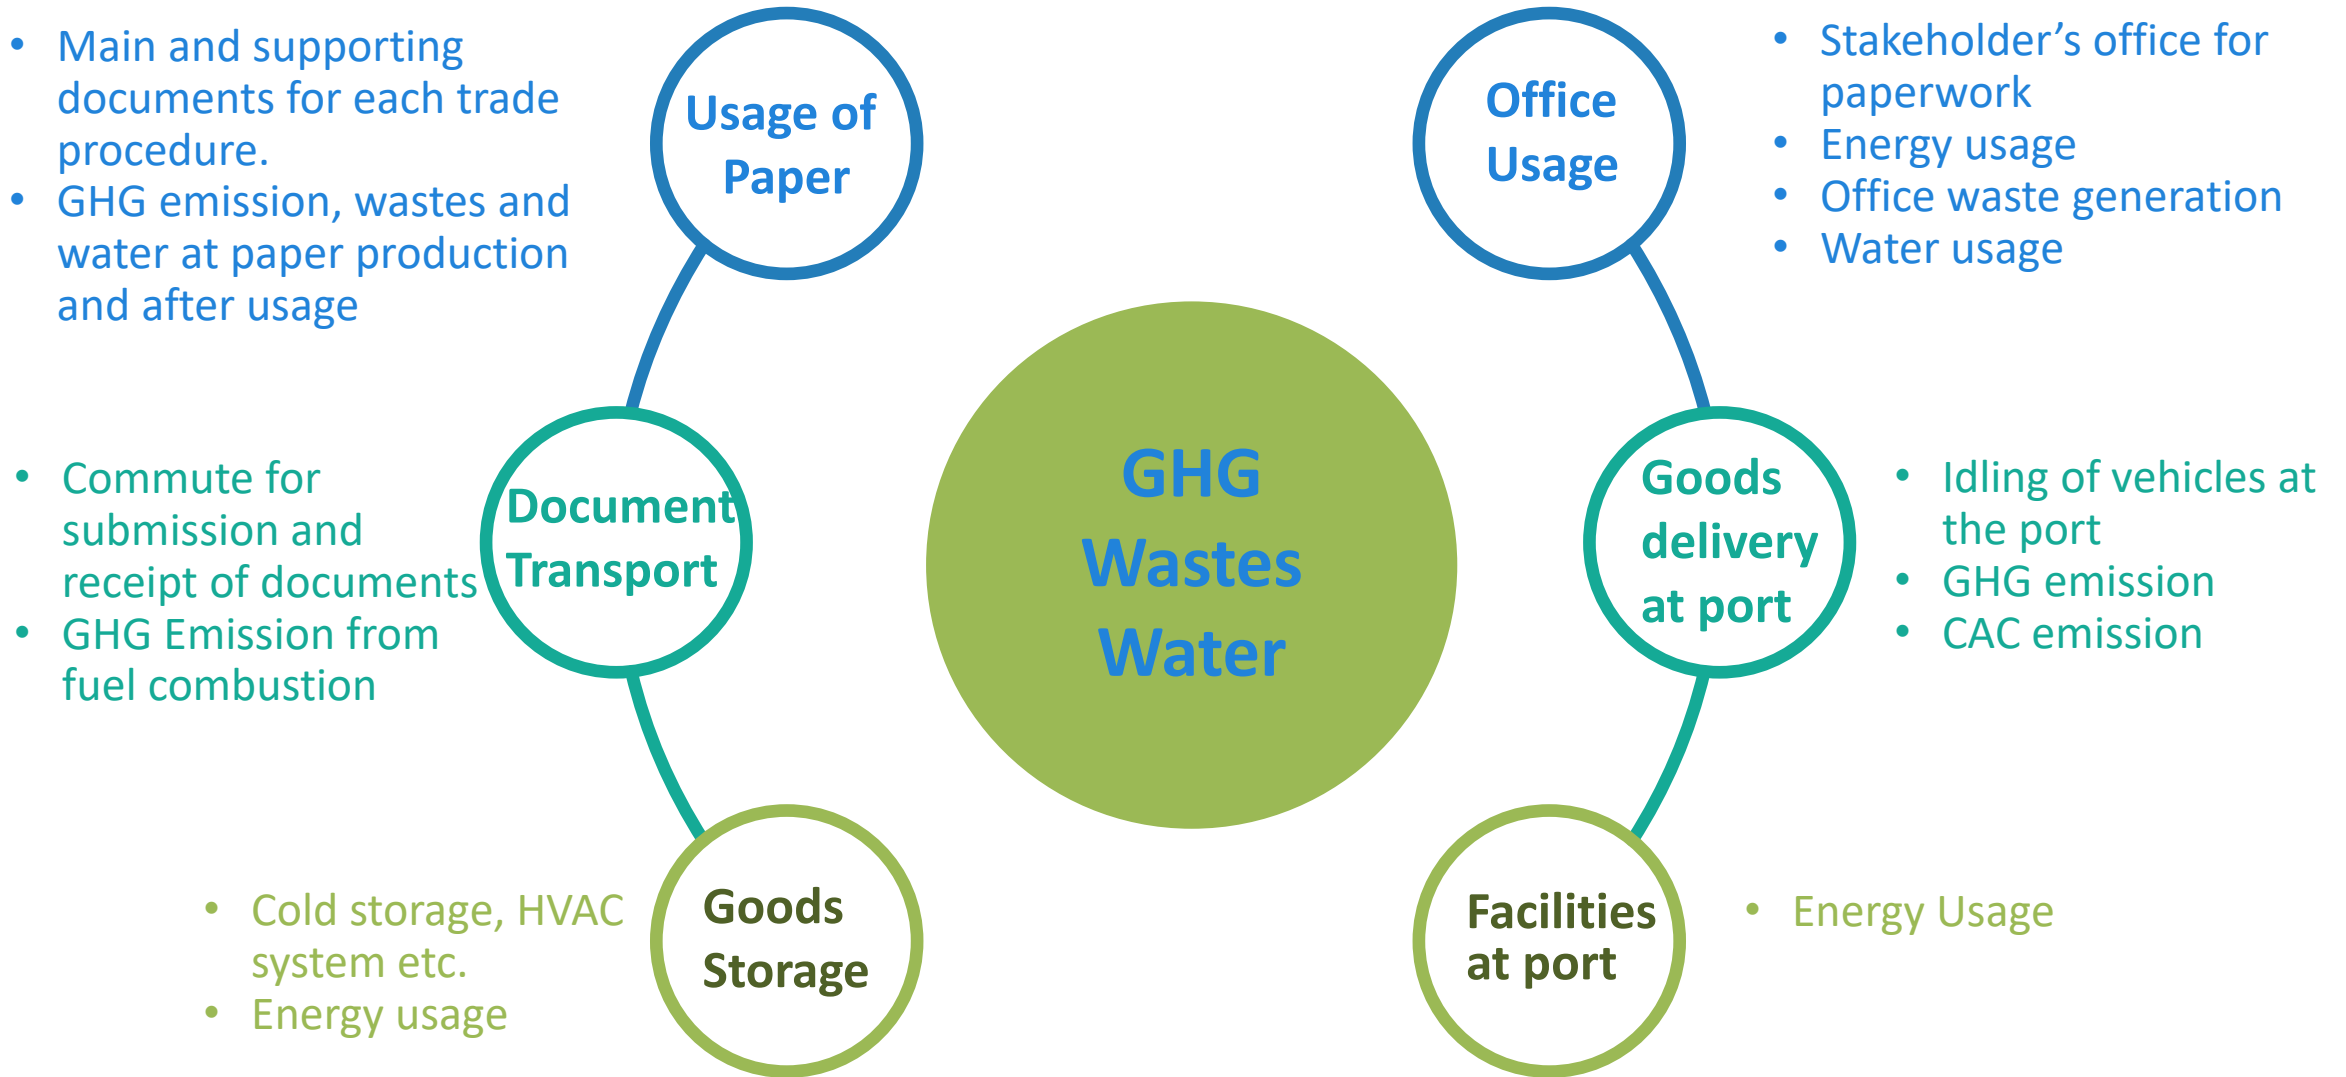 • Main and supporting
documents for each trade
procedure.
• GHG emission, wastes and
water at paper production
and after usage
Usage of
Paper
Office
Usage
• Stakeholder’s office for
paperwork
• Energy usage
• Office waste generation
• Water usage
• Commute for
submission and
receipt of documents
• GHG Emission from
fuel combustion
Document
Transport
GHG
Wastes
Water
Goods
delivery
at port
• Idling of vehicles at
the port
• GHG emission
• CAC emission
• Cold storage, HVAC
system etc.
• Energy usage
Goods
Storage
Facilities
at port
• Energy Usage